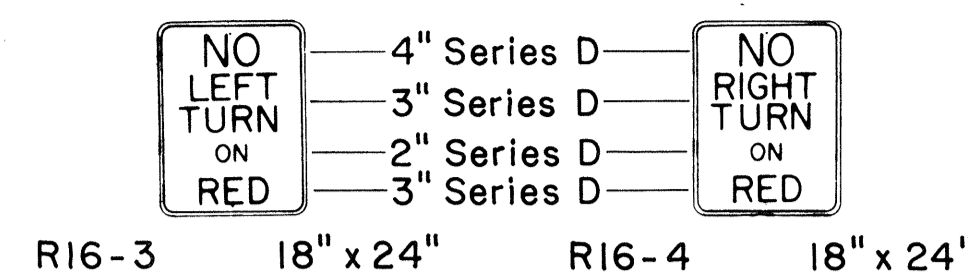 NO
LEFT
TURN
ON
RED
4" Series D
3" Series D
2" Series D
3" Series D
NO
RIGHT
TURN
ON
RED
R16-3 18" x 24"
R16-4 18" x 24'